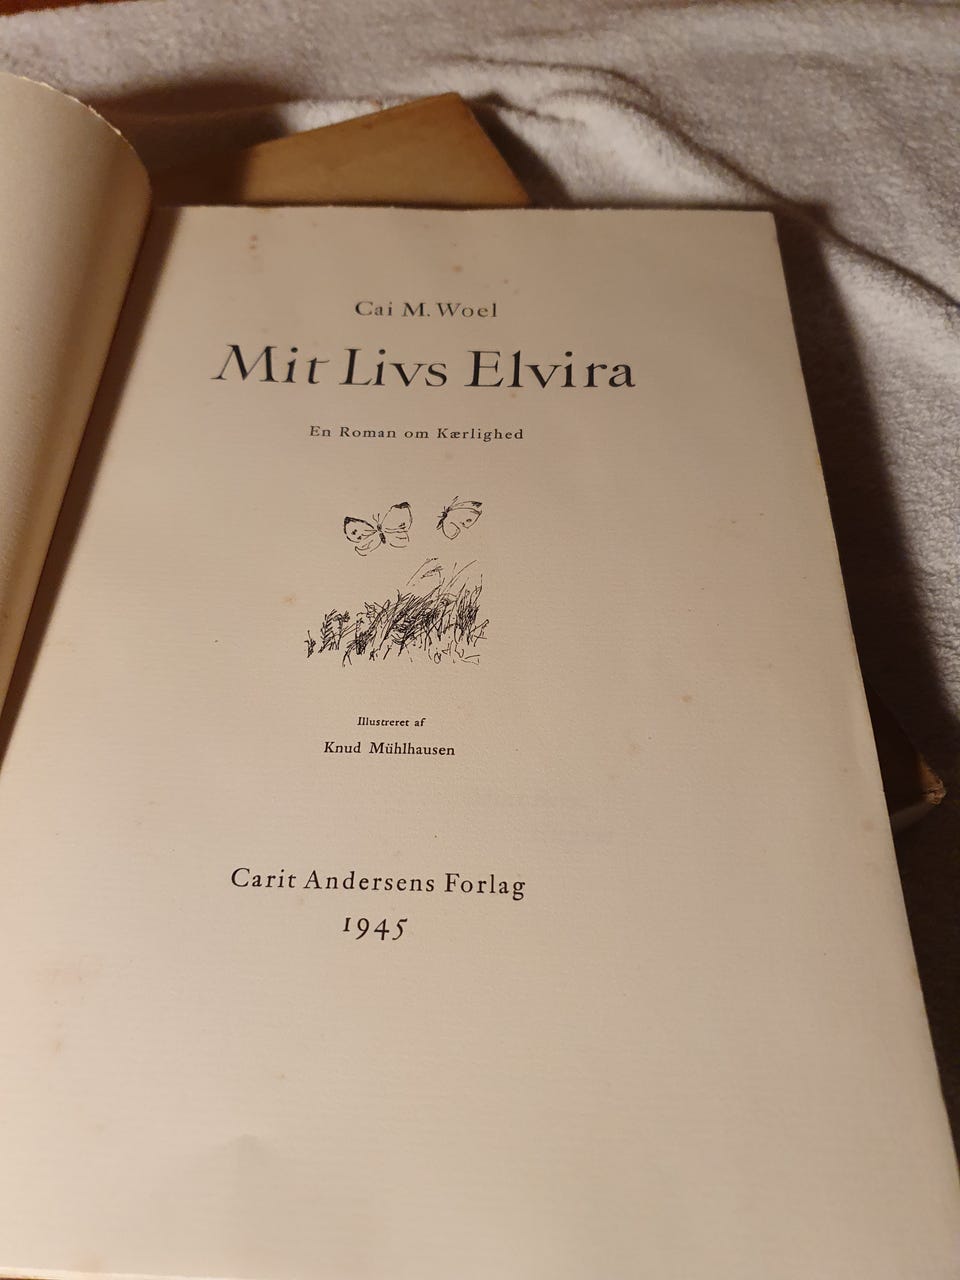 Cai M. Woel
Mit Livs Elvira
En Roman om Kærlighed
Illustreret af
Knud Mühlhausen
Carit Andersens Forlag
1945